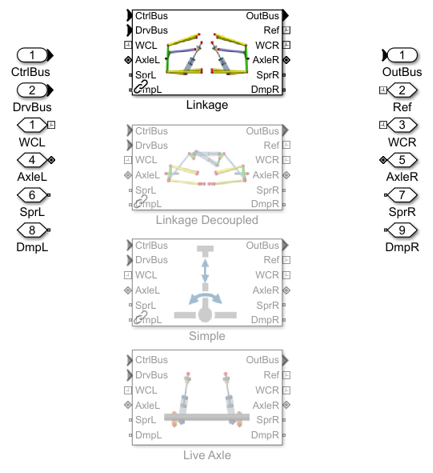 1
CtrlBus
2
DrvBus
1
WCL
4
AxleL
6
SprL
8
DmpL
CtrlBus OutBus
DrvBus Ref
WCL WCR
AxleL AxleR
SprL SprR
DmpL DmpR
Linkage
CtrlBus OutBus
DrvBus Ref
WCL WCR
AxleL AxleR
SprL SprR
DmpL DmpR
Linkage Decoupled
CtrlBus OutBus
DrvBus Ref
WCL WCR
AxleL AxleR
SprL SprR
DmpL DmpR
Simple
CtrlBus OutBus
DrvBus Ref
WCL WCR
AxleL AxleR
SprL SprR
DmpL DmpR
Live Axle
1
OutBus
2
Ref
3
WCR
5
AxleR
7
SprR
9
DmpR